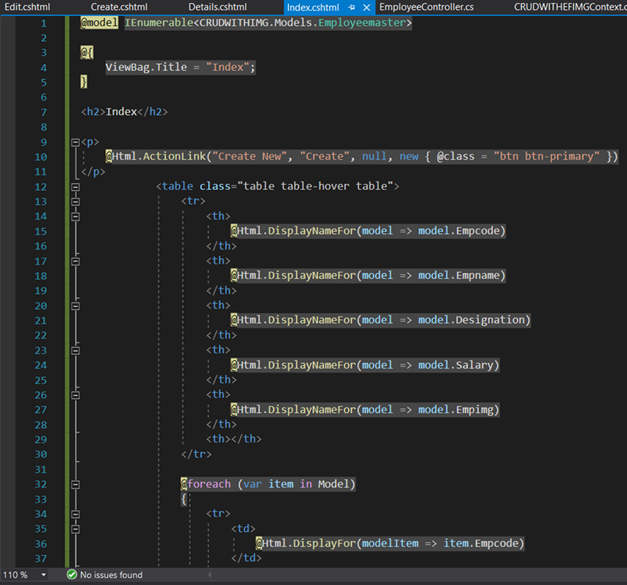 Edit.cshtml Create.cshtml Details.cshtml Index.cshtml EmployeeController.cs CRUDWITHEFIMGContext.c
1 @model IEnumerable<CRUDWITHIMG.Models.Employeemaster>
2
3 @{
4 ViewBag.Title = "Index";
5 }
6
7 <h2>Index</h2>
8
9 <p>
10 @Html.ActionLink("Create New", "Create", null, new { @class = "btn btn-primary" })
11 </p>
12 <table class="table table-hover table">
13 <tr>
14 <th>
15 @Html.DisplayNameFor(model => model.Empcode)
16 </th>
17 <th>
18 @Html.DisplayNameFor(model => model.Empname)
19 </th>
20 <th>
21 @Html.DisplayNameFor(model => model.Designation)
22 </th>
23 <th>
24 @Html.DisplayNameFor(model => model.Salary)
25 </th>
26 <th>
27 @Html.DisplayNameFor(model => model.Empimg)
28 </th>
29 <th></th>
30 </tr>
31
32 @foreach (var item in Model)
33 {
34 <tr>
35 <td>
36 @Html.DisplayFor(modelItem => item.Empcode)
37 </td>
110 % No issues found